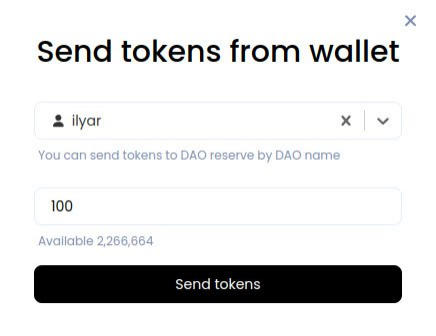 Send tokens from wallet
ilyar
You can send tokens to DAO reserve by DAO name
100
Available 2,266,664
Send tokens